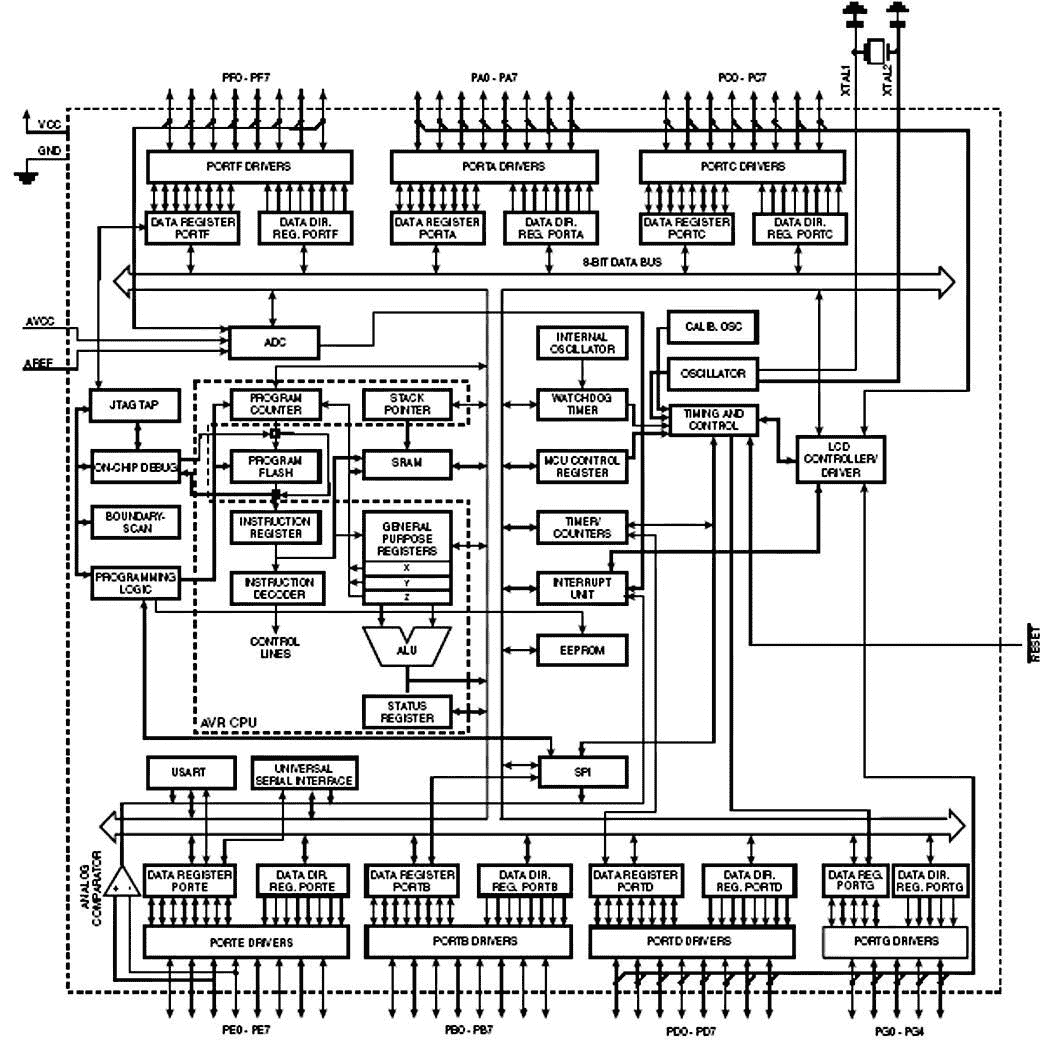 XTAL1
XTAL2
PF0 - PF7
PA0 - PA7
PC0 - PC7
VCC
GND
PORTF DRIVERS
PORTA DRIVERS
PORTC DRIVERS
DATA REGISTER
PORTF
DATA DIR.
REG. PORTF
DATA REGISTER
PORTA
DATA DIR.
REG. PORTA
DATA REGISTER
PORTC
DATA DIR.
REG. PORTC
8-BIT DATA BUS
AVCC
AREF
ADC
INTERNAL
OSCILLATOR
CALIB. OSC
OSCILLATOR
JTAG TAP
PROGRAM
COUNTER
STACK
POINTER
WATCHDOG
TIMER
TIMING AND
CONTROL
LCD
CONTROLLER/
DRIVER
ON-CHIP DEBUG
PROGRAM
FLASH
SRAM
MCU CONTROL
REGISTER
BOUNDARY-
SCAN
INSTRUCTION
REGISTER
GENERAL
PURPOSE
REGISTERS
X
Y
Z
TIMER/
COUNTERS
PROGRAMMING
LOGIC
INSTRUCTION
DECODER
INTERRUPT
UNIT
CONTROL
LINES
ALU
EEPROM
RESET
STATUS
REGISTER
AVR CPU
USART
UNIVERSAL
SERIAL INTERFACE
SPI
ANALOG
COMPARATOR
+ -
DATA REGISTER
PORTE
DATA DIR.
REG. PORTE
DATA REGISTER
PORTB
DATA DIR.
REG. PORTB
DATA REGISTER
PORTD
DATA DIR.
REG. PORTD
DATA REG.
PORTG
DATA DIR.
REG. PORTG
PORTE DRIVERS
PORTB DRIVERS
PORTD DRIVERS
PORTG DRIVERS
PE0 - PE7
PB0 - PB7
PD0 - PD7
PG0 - PG4